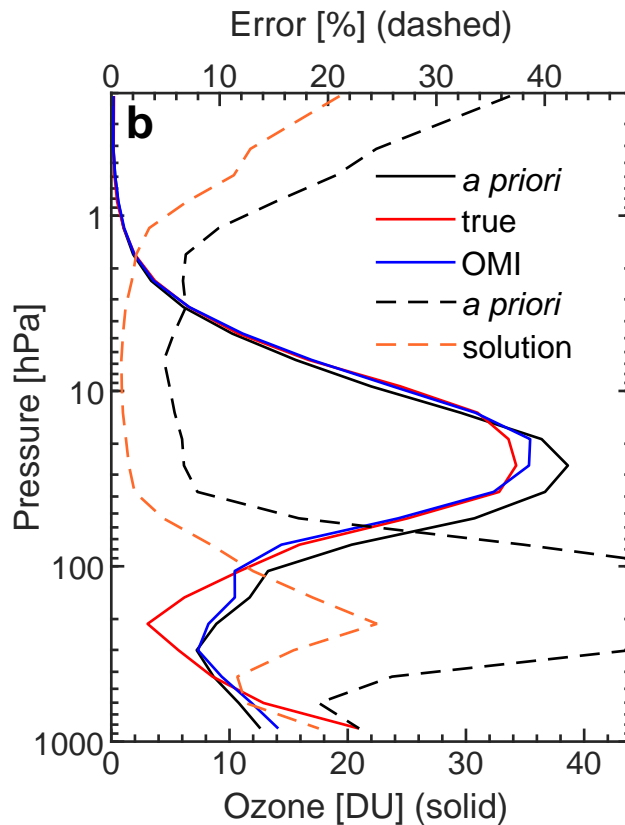 Error [%] (dashed)
0 10 20 30 40
b
a priori
true
OMI
a priori
solution
Pressure [hPa]
1
10
100
1000
0 10 20 30 40
Ozone [DU] (solid)